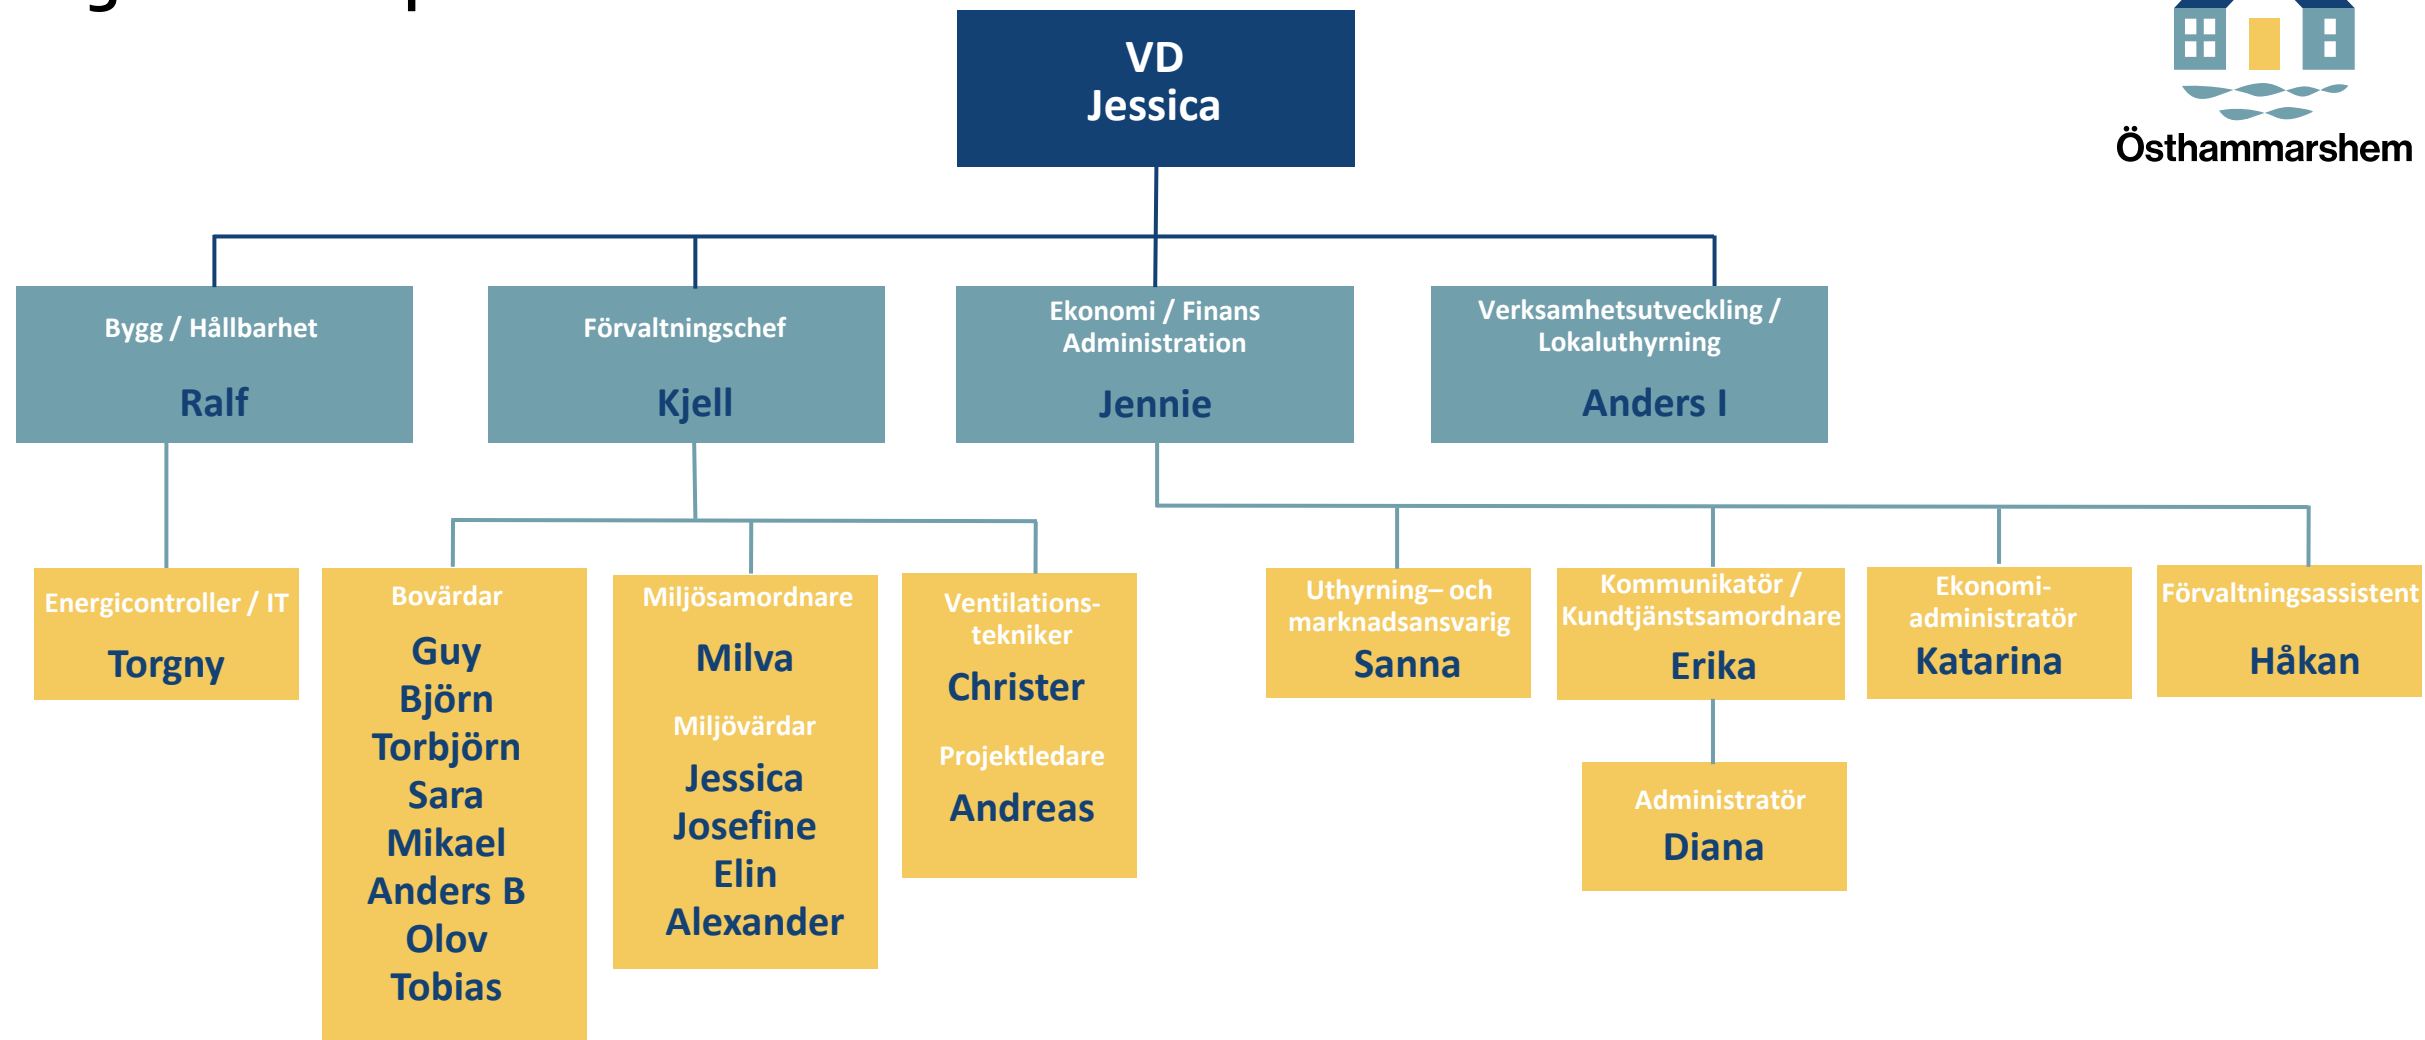 VD
Jessica
Östhammarshem
Bygg / Hållbarhet
Ralf
Förvaltningschef
Kjell
Ekonomi / Finans
Administration
Jennie
Verksamhetsutveckling /
Lokaluthyrning
Anders I
Energicontroller / IT
Torgny
Bovärdar
Guy
Björn
Torbjörn
Sara
Mikael
Anders B
Olov
Tobias
Miljösamordnare
Milva
Miljövärdar
Jessica
Josefine
Elin
Alexander
Ventilations-
tekniker
Christer
Projektledare
Andreas
Uthyrning– och
marknadsansvarig
Sanna
Kommunikatör /
Kundtjänstsamordnare
Erika
Administratör
Diana
Ekonomi-
administratör
Katarina
Förvaltningsassistent
Håkan